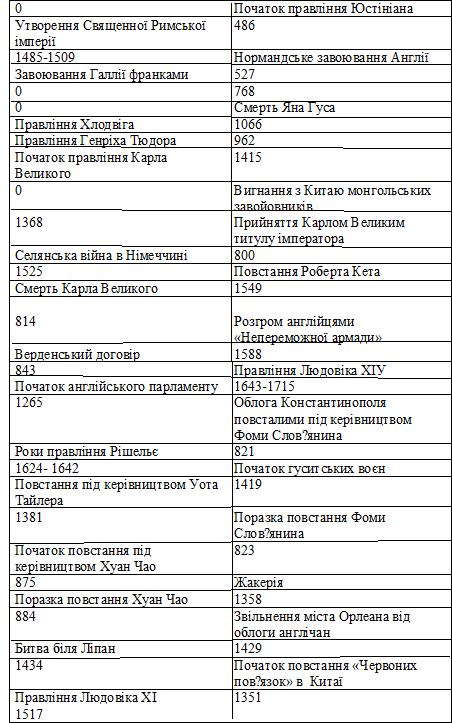 0 Початок правління Юстініана
Утворення Священної Римської 486
імперії
1485-1509 Нормандське завоювання Англії
Завоювання Галлії франками 527
0 768
0 Смерть Яна Гуса
Правління Хлодвіга 1066
Правління Генріха Тюдора 962
Початок правління Карла 1415
Великого
0 Вигнання з Китаю монгольських
завойовників
1368 Прийняття Карлом Великим
титулу імператора
Селянська війна в Німеччині 800
1525 Повстання Роберта Кета
Смерть Карла Великого 1549
814 Розгром англійцями
«Непереможної армади»
Верденський договір 1588
843 Правління Людовіка ХІУ
Початок англійського парламенту 1643-1715
1265 Облога Константинополя
повсталими під керівництвом
Фоми Слов?янина
Роки правління Рішельє 821
1624- 1642 Початок гуситських воєн
Повстання під керівництвом Уота 1419
Тайлера
1381 Поразка повстання Фоми
Слов?янина
Початок повстання під 823
керівництвом Хуан Чао
875 Жакерія
Поразка повстання Хуан Чао 1358
884 Звільнення міста Орлеана від
облоги англічан
Битва біля Ліпан 1429
1434 Початок повстання «Червоних
пов?язок» в Китаї
Правління Людовіка ХІ 1351
1517